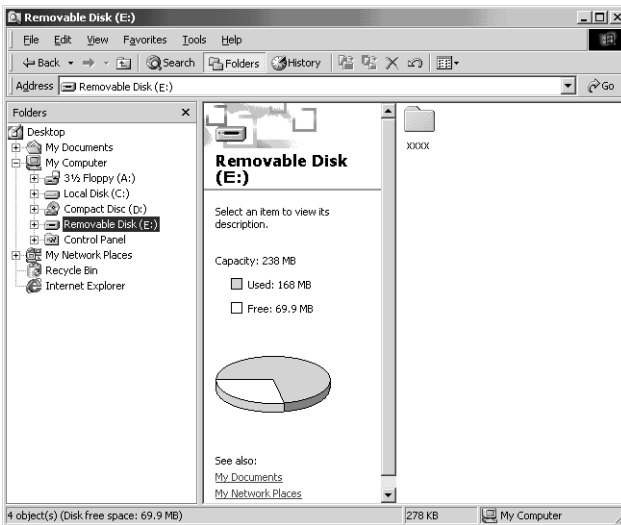 Removable Disk (E:)
File Edit View Favorites Tools Help
Back Search Folders History
Address Removable Disk (E:) Go
Folders x
Desktop
My Documents
My Computer
3½ Floppy (A:)
Local Disk (C:)
Compact Disc (D:)
Removable Disk (E:)
Control Panel
My Network Places
Recycle Bin
Internet Explorer
Removable Disk
(E:)
Select an item to view its
description.
Capacity: 238 MB
Used: 168 MB
Free: 69.9 MB
See also:
My Documents
My Network Places
xxxx
4 object(s) (Disk free space: 69.9 MB) 278 KB My Computer